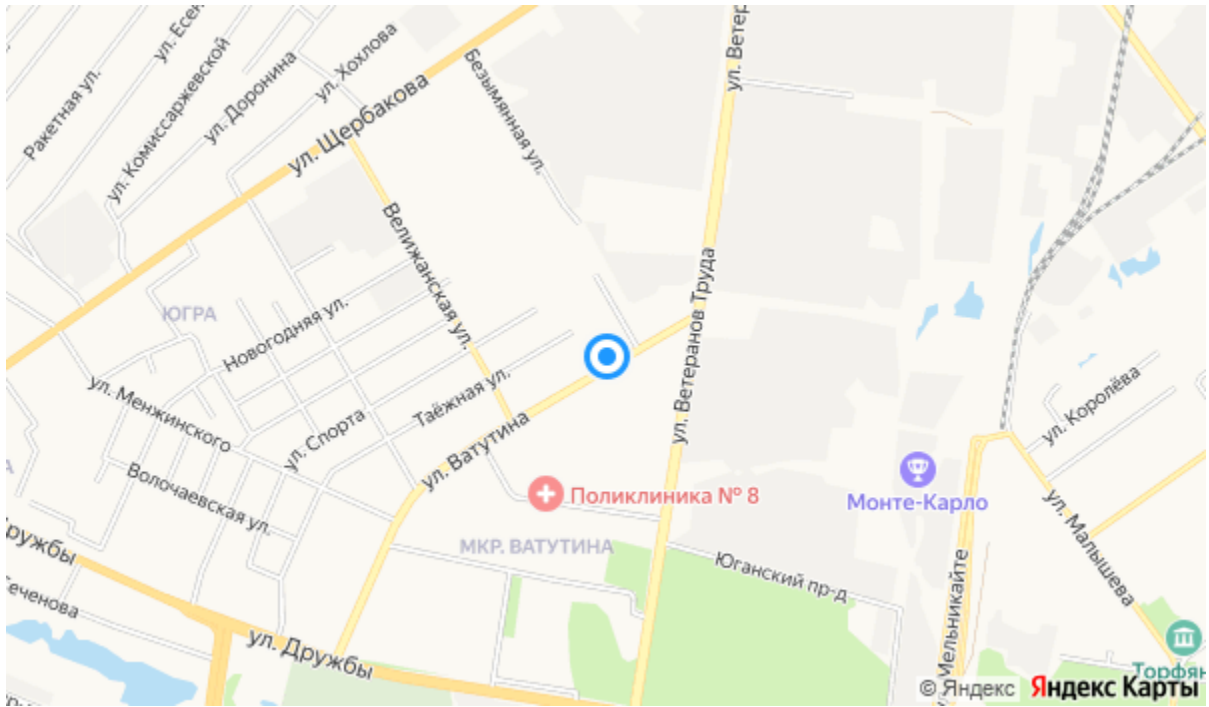 ул. Есен
ул. Ветер
Ракетная ул.
ул. Комиссаржевской
ул. Доронина
ул. Хохлова
ул. Щербакова
Безымянная ул.
Велижанская ул.
ул. Ветеранов Труда
ЮГРА
Новогодняя ул.
ул. Менжинского
ул. Спорта
Таёжная ул.
ул. Ватутина
ул. Королёва
Волочаевская ул.
Поликлиника № 8
Монте-Карло
МКР. ВАТУТИНА
Юганский пр-д
ул. Малышева
Дружбы
Сеченова
ул. Дружбы
Мельникайте
Торфян
© Яндекс Яндекс Карты